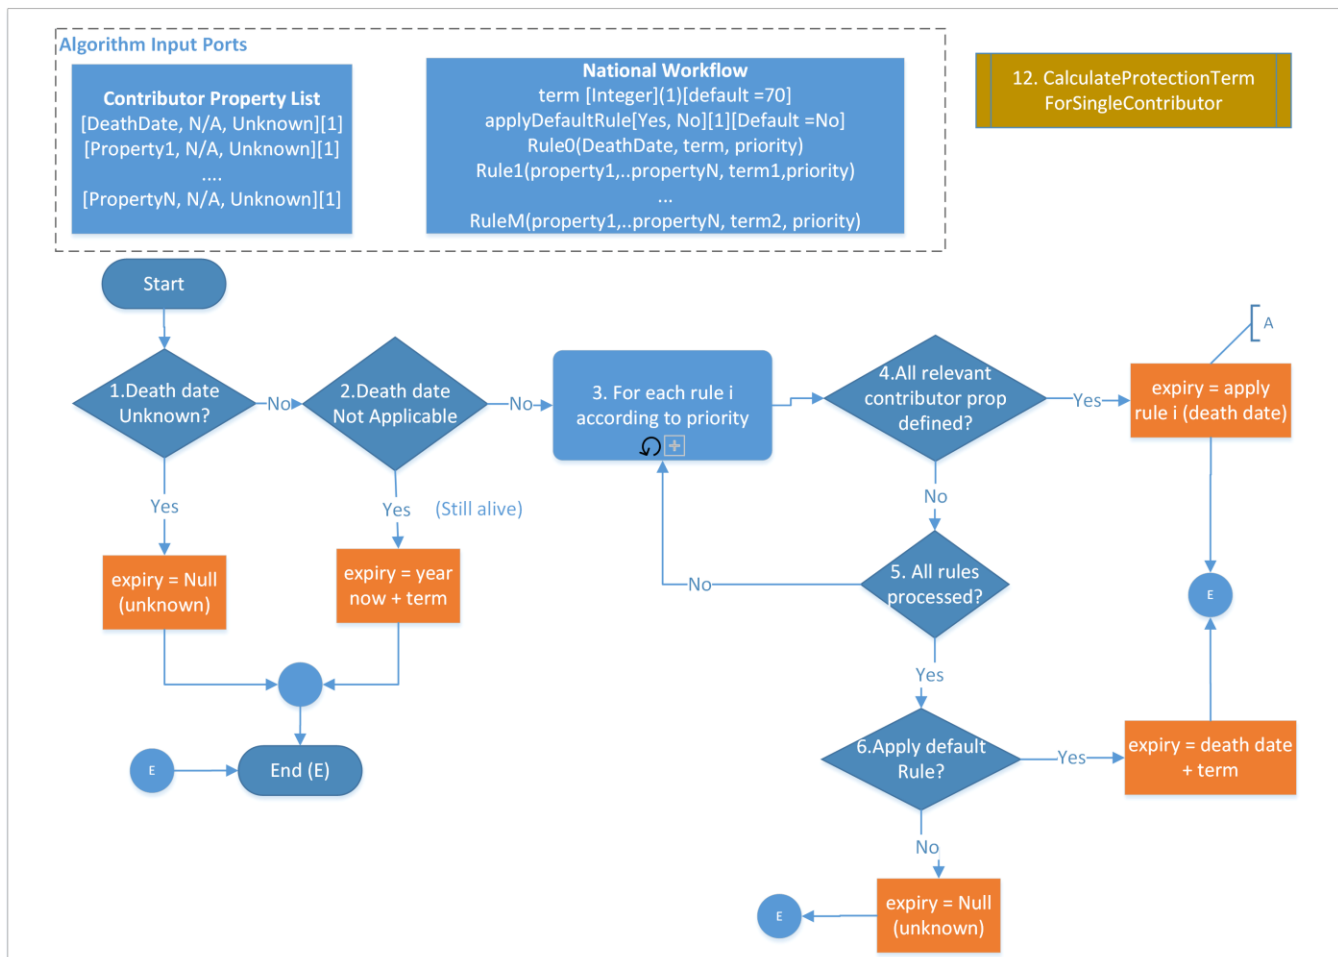 Algorithm Input Ports
Contributor Property List
[DeathDate, N/A, Unknown][1]
[Property1, N/A, Unknown][1]
....
[PropertyN, N/A, Unknown][1]
National Workflow
term [Integer](1)[default =70]
applyDefaultRule[Yes, No][1][Default =No]
Rule0(DeathDate, term, priority)
Rule1(property1,..propertyN, term1,priority)
...
RuleM(property1,..propertyN, term2, priority)
12. CalculateProtectionTerm
ForSingleContributor
Start
1.Death date
Unknown?
No
2.Death date
Not Applicable
No
3. For each rule i
according to priority
4.All relevant
contributor prop
defined?
Yes
expiry = apply
rule i (death date)
A
Yes
Yes
(Still alive)
No
expiry = Null
(unknown)
expiry = year
now + term
No
5. All rules
processed?
E
Yes
E
End (E)
6.Apply default
Rule?
Yes
expiry = death date
+ term
No
E
expiry = Null
(unknown)